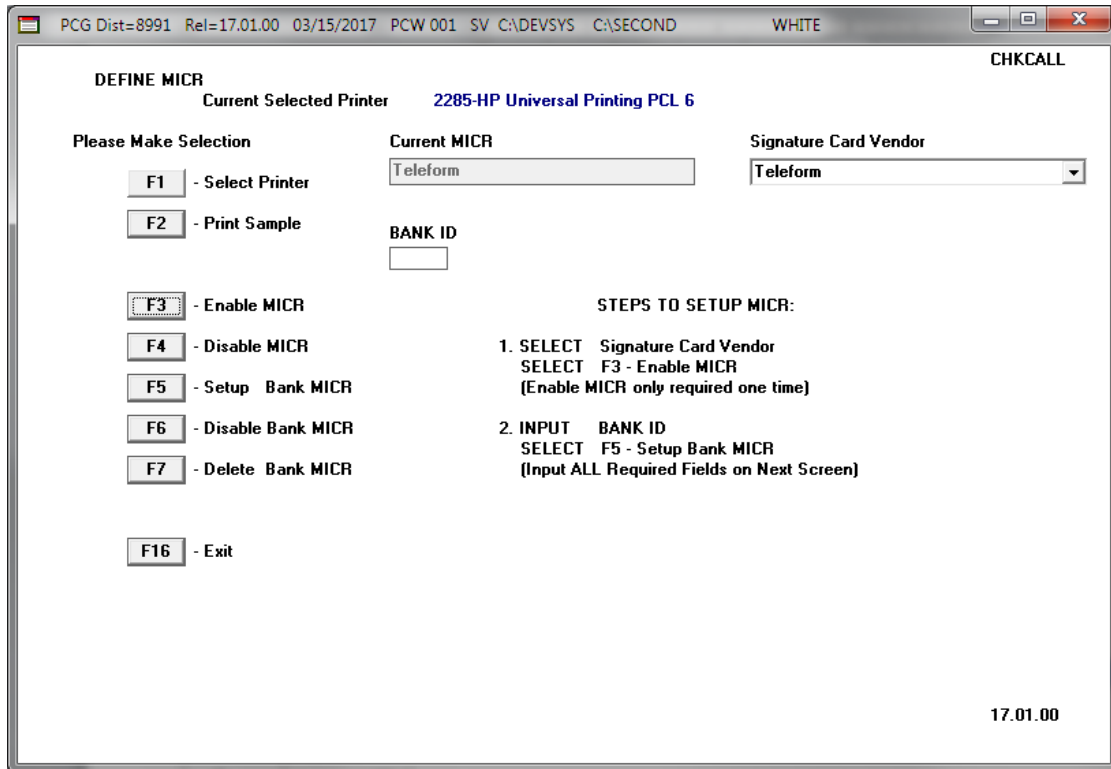 PCG Dist=8991 Rel=17.01.00 03/15/2017 PCW 001 SV C:\DEVSYS C:\SECOND WHITE
CHKCALL
DEFINE MICR
Current Selected Printer 2285-HP Universal Printing PCL 6
Please Make Selection Current MICR Signature Card Vendor
Teleform Teleform
F1 - Select Printer
F2 - Print Sample
BANK ID
F3 - Enable MICR STEPS TO SETUP MICR:
F4 - Disable MICR 1. SELECT Signature Card Vendor
SELECT F3 - Enable MICR
F5 - Setup Bank MICR (Enable MICR only required one time)
F6 - Disable Bank MICR 2. INPUT BANK ID
SELECT F5 - Setup Bank MICR
F7 - Delete Bank MICR (Input ALL Required Fields on Next Screen)
F16 - Exit
17.01.00